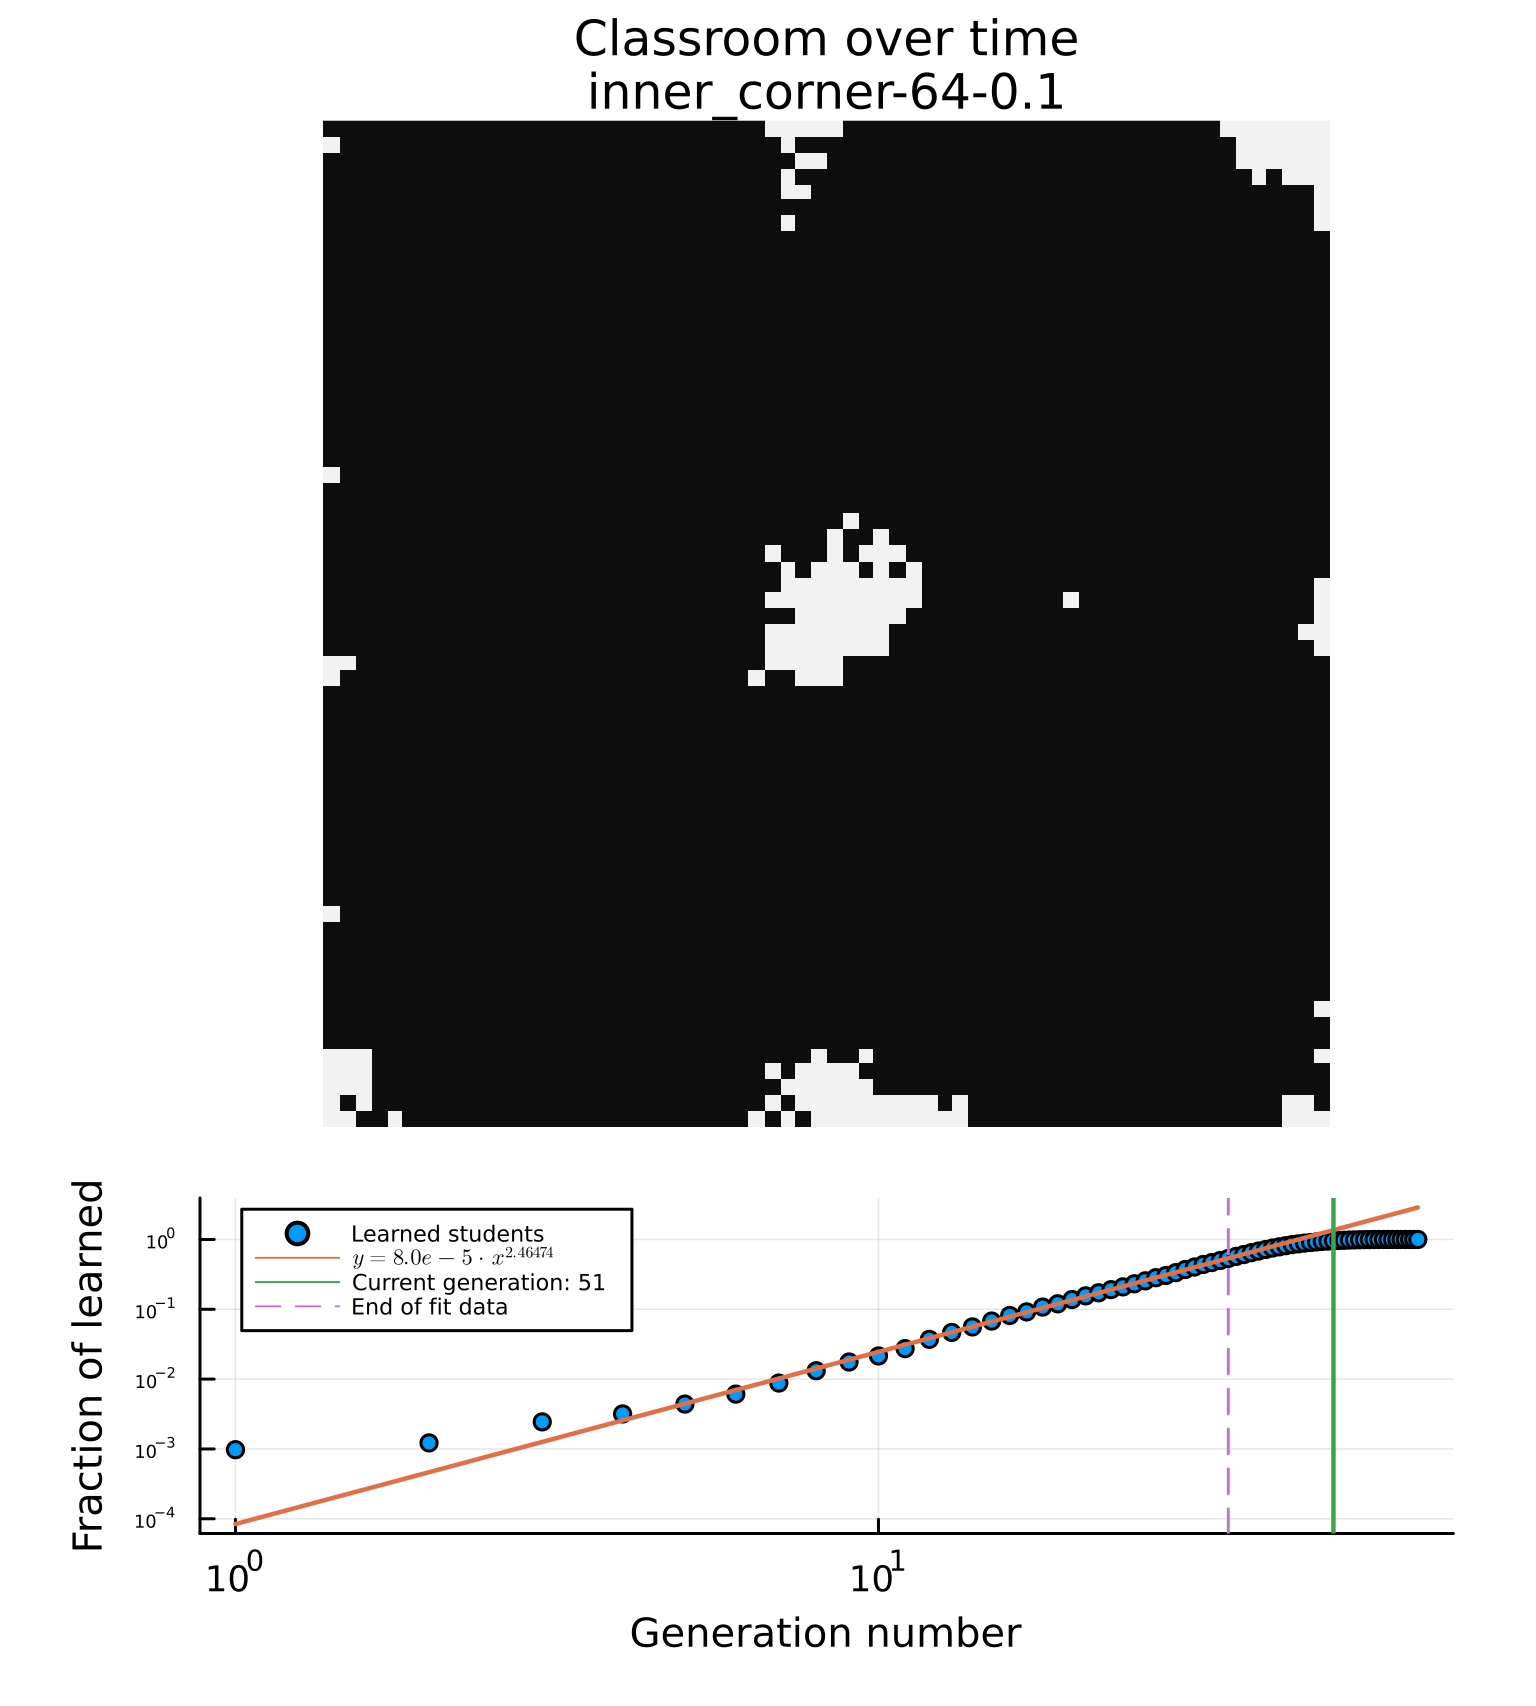 Classroom over time
inner_corner-64-0.1
Fraction of learned
Learned students
y = 8.0e − 5 · x^2.46474
Current generation: 51
End of fit data
10^0
10^−1
10^−2
10^−3
10^−4
10^0
10^1
Generation number